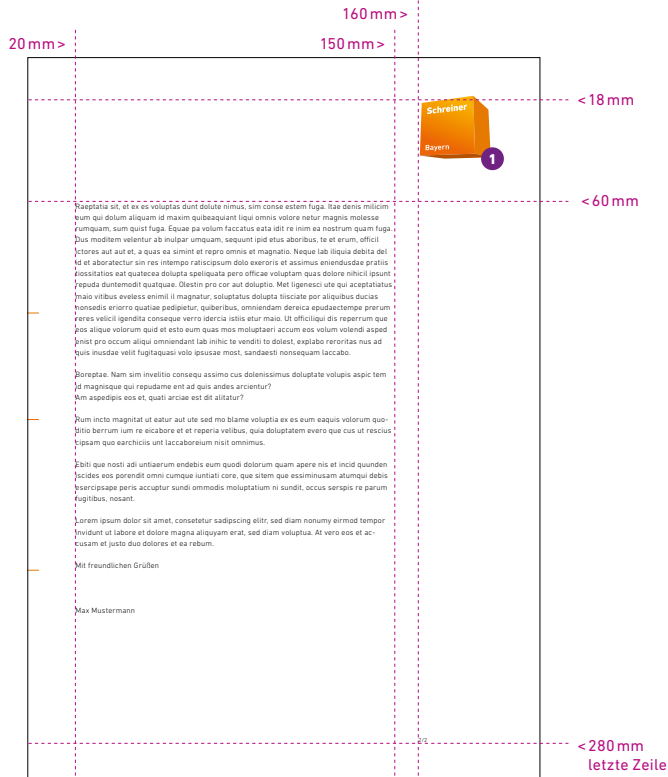 160 mm >
20 mm >
150 mm >
< 18 mm
Schreiner
Bayern
1
< 60 mm
Raeptatia sit, et ex es voluptas dunt dolute nimus, sim conse estem fuga. Itae denis milicim
eum qui dolum aliquam id maxim quibeaquiant liqui omnis volore netur magnis molesse
rumquam, sum quist fuga. Equae pa volum faccatus eata idit re inim ea nostrum quam fuga.
Ous moditem velentur ab inulpar umquam, sequunt ipid etus aboribus, te et erum, officil
ictores aut aut et, a quas ea simint et repro omnis et magnatio. Neque lab iliquia debita del
id et aboratectur sin res intempo ratiscipsum dolo exeroris et assimus eniendusdae pratiis
dossitatios eat quatecea dolupta speliquata pero officae voluptam quas dolore nihicil ipsunt
repuda duntemodit quatquae. Olestin pro cor aut doluptio. Met ligenesci ute qui aceptatiatus
maio vitibus eveless enimil il magnatur, soluptatus dolupta tiisciate por aliquibus ducias
nonsedis eriorro quatiae pedipietur, quiberibus, omniendam dereica epudaectempe prerum
reres velicil igendita conseque verro idercia istiis etur maio. Ut officiliqui dis reperrum que
eos alique volorum quid et esto eum quas mos moluptaeri accum eos volum volendi asped
enist pro occum aliqui omniendant lab inihic te venditi to dolest, explabo reroritas nus ad
quis inusdae velit fugitaquasi volo ipsusae most, sandaesti nonsequam laccabo.
Boreptae. Nam sim invelitio consequ assimo cus dolenissimus doluptate volupis aspic tem
id magnisque qui repudame ent ad quis andes arcientur?
Am aspedipis eos et, quati arciae est dit alitatur?
Rum incto magnitat ut eatur aut ute sed mo blame voluptia ex es eum eaquis volorum quo-
ditio berrum ium re eicabore et et reperia velibus, quia doluptatem evero que cus ut rescius
cipsam quo earchiciis unt laccaboreium nisit omnimus.
Ebiti que nosti adi untiaerum endebis eum quodi dolorum quam apere nis et incid quunden
iscides eos porendit omni cumque iuntiati core, que sitem que essiminusam atumqui debis
esercipsape peris accuptur sundi ommodis moluptatium ni sundit, occus serspis re parum
fugitibus, nosant.
Lorem ipsum dolor sit amet, consetetur sadipscing elitr, sed diam nonumy eirmod tempor
invidunt ut labore et dolore magna aliquyam erat, sed diam voluptua. At vero eos et ac-
cusam et justo duo dolores et ea rebum.
Mit freundlichen Grüßen
Max Mustermann
2/2
< 280 mm
letzte Zeile